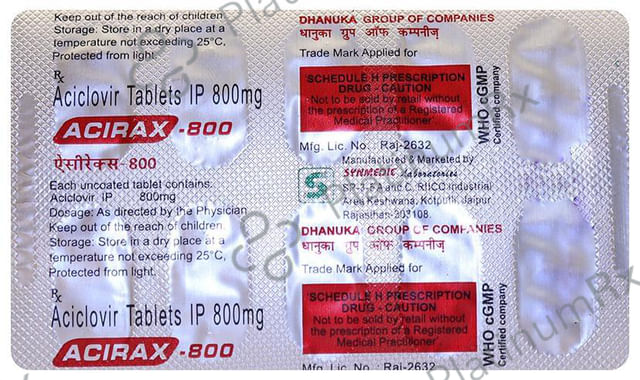 Keep out of the reach of children.
Storage: Store in a dry place at a
temperature not exceeding 25°C,
Protected from light.
Rx
Aciclovir Tablets IP 800mg
ACIRAX-800
ऐसीरेक्स-800
Each uncoated tablet contains.
Aciclovir IP 800mg
Dosage: As directed by the Physician
Keep out of the reach of children.
Storage: Store in a dry place at a
temperature not exceeding 25°C,
Protected from light.
Rx
Aciclovir Tablets IP 800mg
ACIRAX-800
DHANUKA GROUP OF COMPANIES
धानुका ग्रुप ऑफ कम्पनीज़
Trade Mark Applied for
'SCHEDULE H PRESCRIPTION
DRUG - CAUTION
'Not to be sold by retail without
the prescription of a Registered
Medical Practitioner'
Mfg. Lic. No.: Raj-2632
Manufactured & Marketed by
SYNMEDIC Laboratories
Area Keshwana, Kotputli, Jaipur
Rajasthan-303108.
DHANUKA GROUP OF COMPANIES
धानुका ग्रुप ऑफ कम्पनीज़
Trade Mark Applied for
'SCHEDULE H PRESCRIPTION
DRUG - CAUTION
'Not to be sold by retail without
the prescription of a Registered
Medical Practitioner'
Mfg. Lic. No.: Raj-2632
WHO cGMP
Certified company
WHO cGMP
Certified company
PlatinumRx